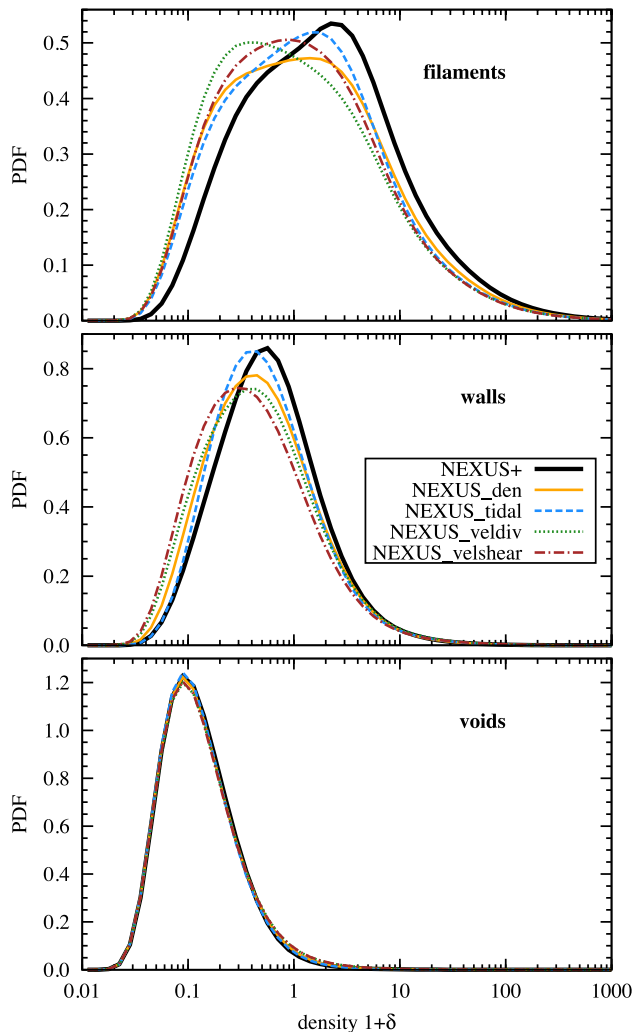 0.5
0.4
0.3
0.2
0.1
0.0
PDF
filaments
0.8
0.6
0.4
0.2
0.0
PDF
walls
NEXUS+
NEXUS_den
NEXUS_tidal
NEXUS_veldiv
NEXUS_velshear
1.2
1.0
0.8
0.6
0.4
0.2
0.0
PDF
voids
0.01 0.1 1 10 100 1000
density 1+δ